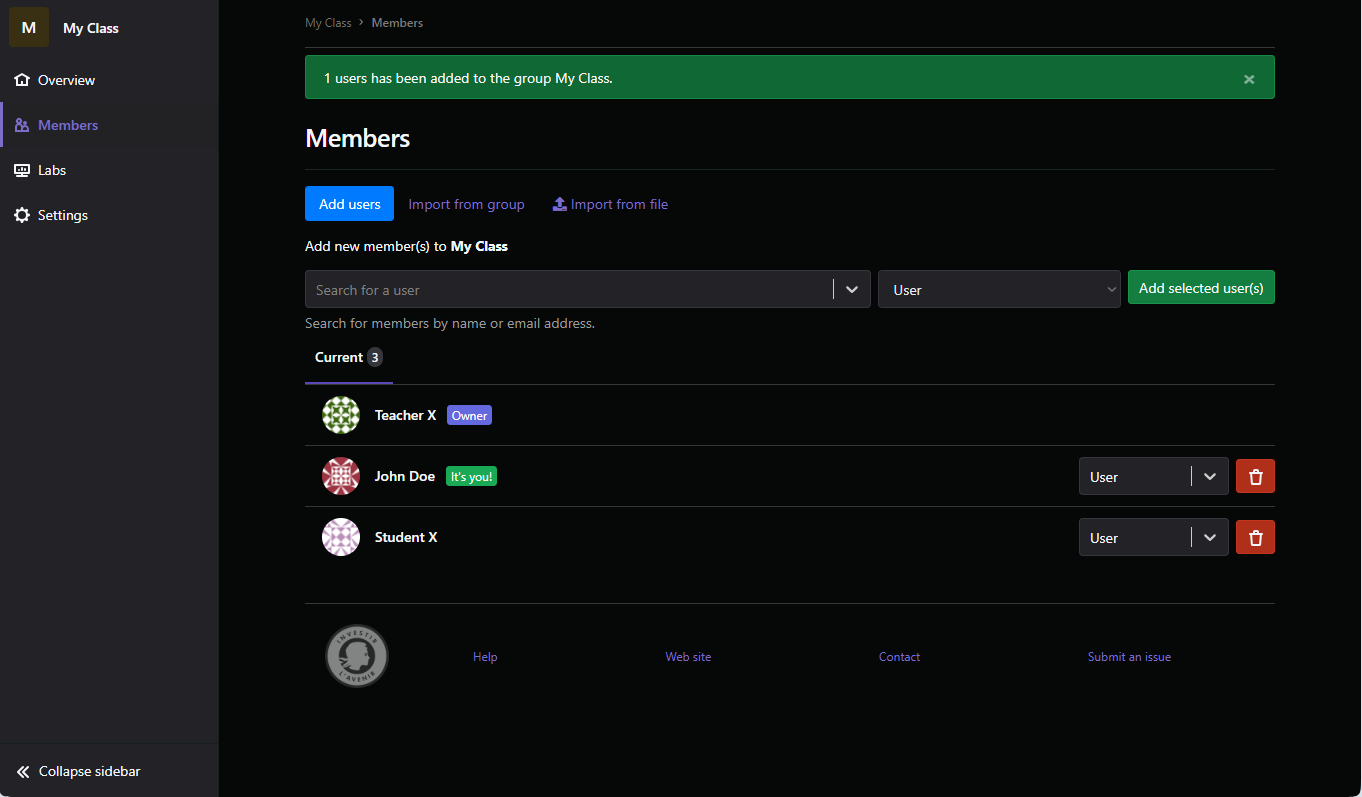 M My Class
Overview
Members
Labs
Settings
Collapse sidebar
My Class › Members
1 users has been added to the group My Class.
Members
Add users Import from group Import from file
Add new member(s) to My Class
Search for a user User Add selected user(s)
Search for members by name or email address.
Current 3
Teacher X Owner
John Doe It's you! User
Student X User
INVESTIR
L'AVENIR
Help Web site Contact Submit an issue